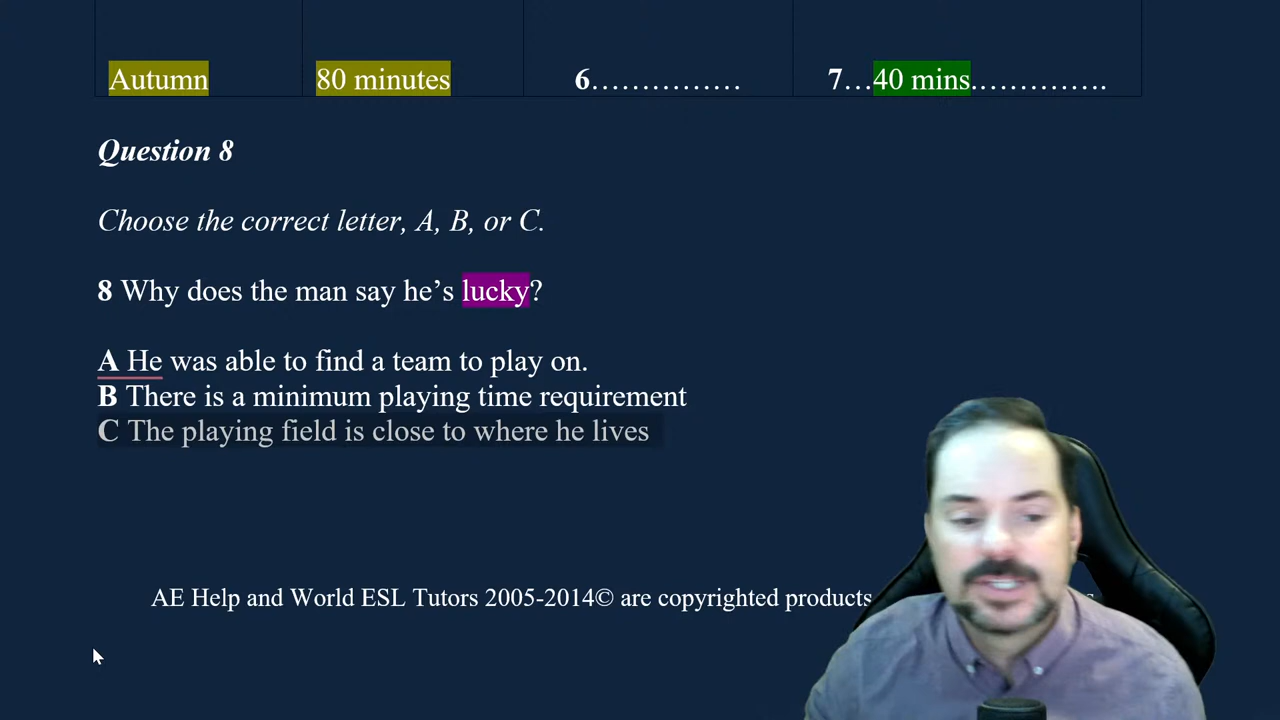 Autumn 80 minutes 6…………… 7…40 mins.…………..
Question 8
Choose the correct letter, A, B, or C.
8 Why does the man say he’s lucky?
A He was able to find a team to play on.
B There is a minimum playing time requirement
C The playing field is close to where he lives
AE Help and World ESL Tutors 2005-2014© are copyrighted products